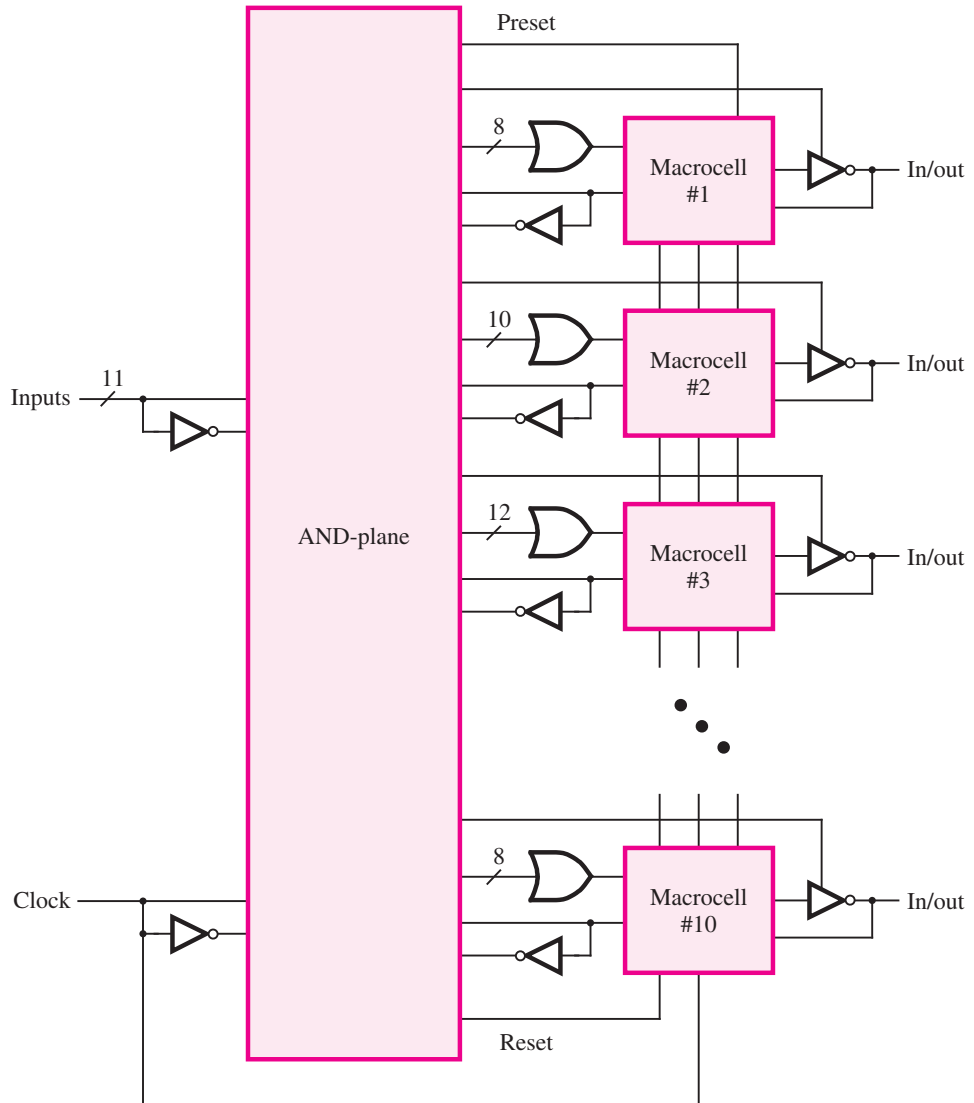 Preset
8
Macrocell
#1
In/out
10
Macrocell
#2
In/out
Inputs
11
12
Macrocell
#3
In/out
AND-plane
8
Macrocell
#10
In/out
Clock
Reset